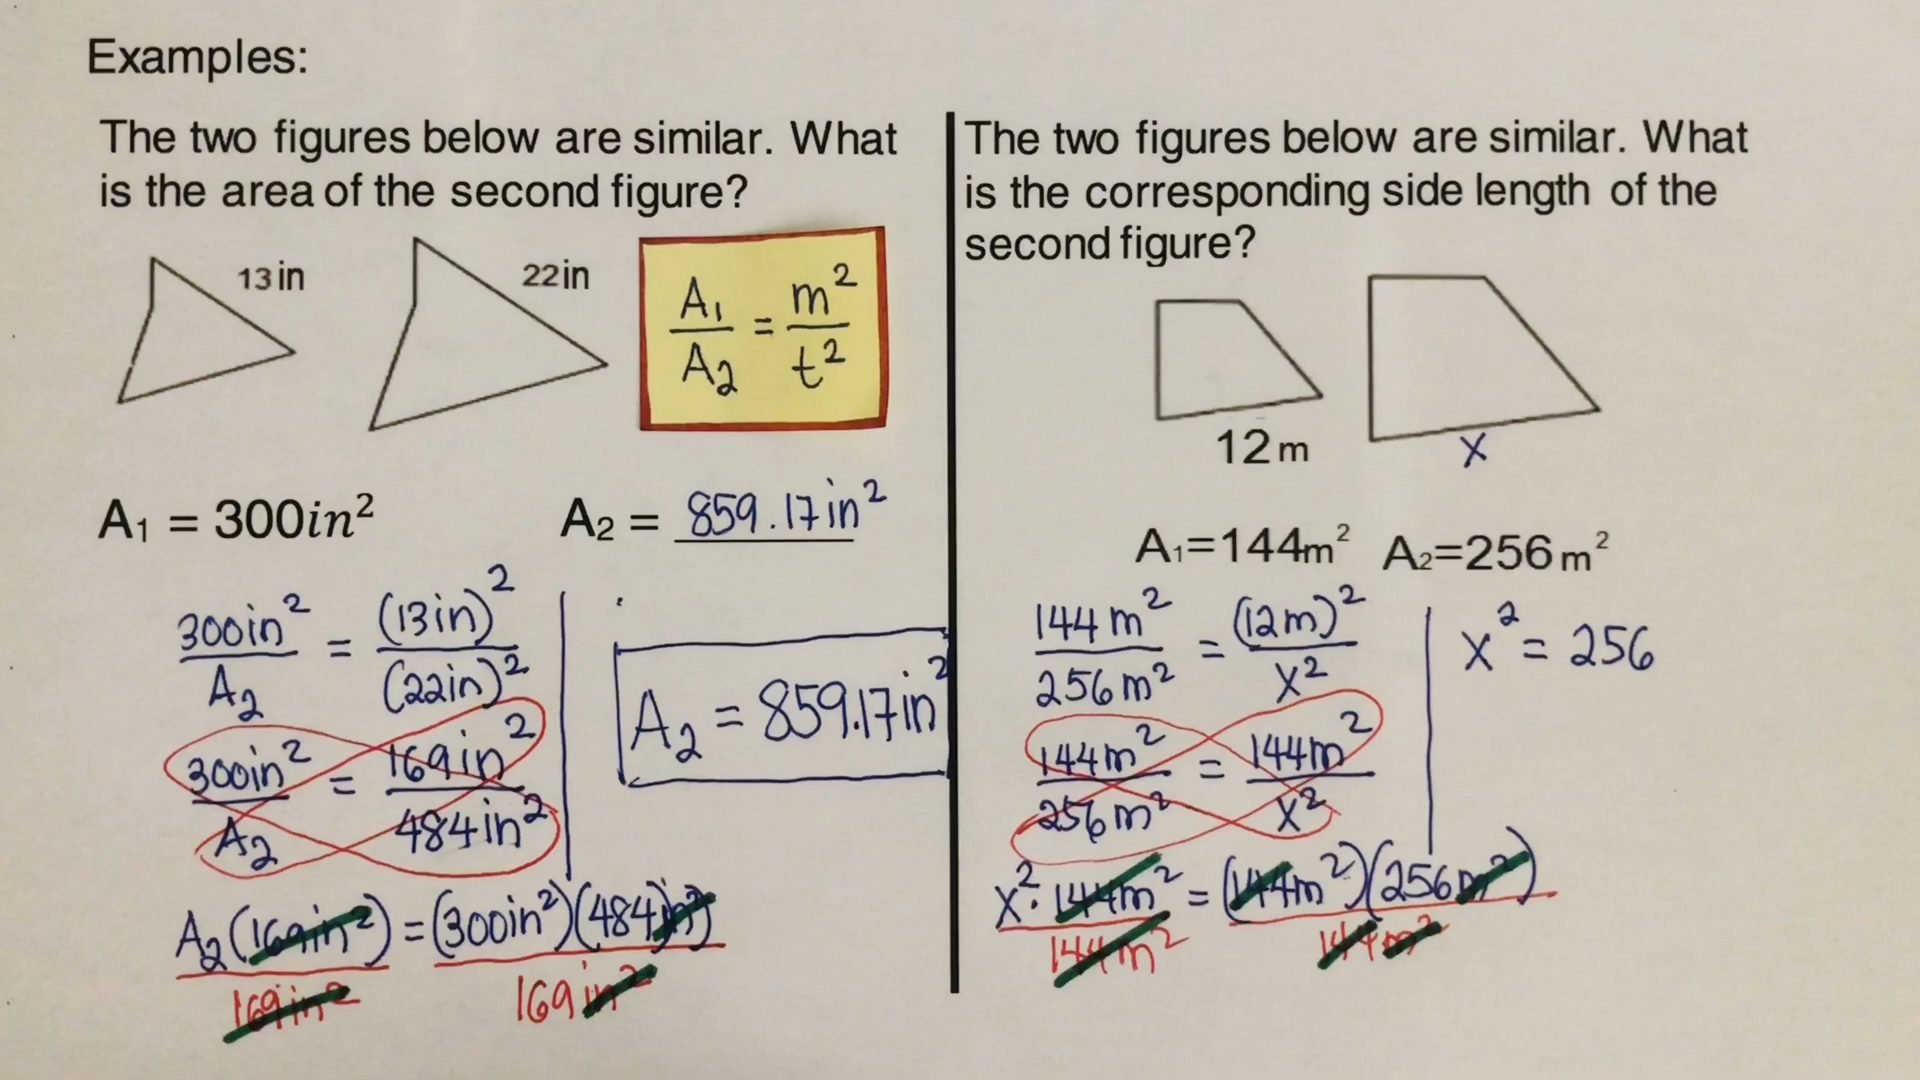 Examples:
The two figures below are similar. What
is the area of the second figure?
13in
22in
A₁/A₂ = m²/t²
A₁ = 300in²
A₂ = 859.17in²
300in²/A₂ = (13in)²/(22in)²
300in²/A₂ = 169in²/484in²
A₂(169in²)/169in² = (300in²)(484in²)/169in²
A₂ = 859.17in²
The two figures below are similar. What
is the corresponding side length of the
second figure?
12m
x
A₁=144m² A₂=256m²
144m²/256m² = (12m)²/x²
144m²/256m² = 144m²/x²
x²·144m²/144m² = (144m²)(256m²)/144m²
x² = 256